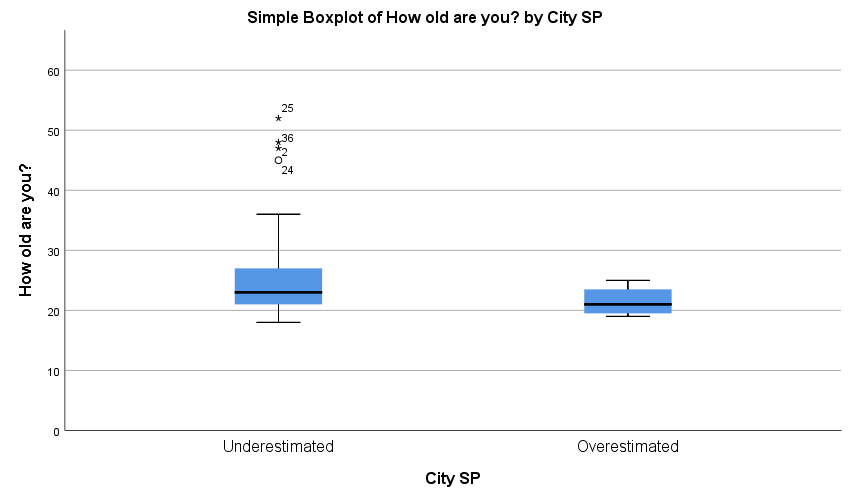 Simple Boxplot of How old are you? by City SP
How old are you?
60
50
40
30
20
10
0
25
36
2
24
Underestimated
Overestimated
City SP